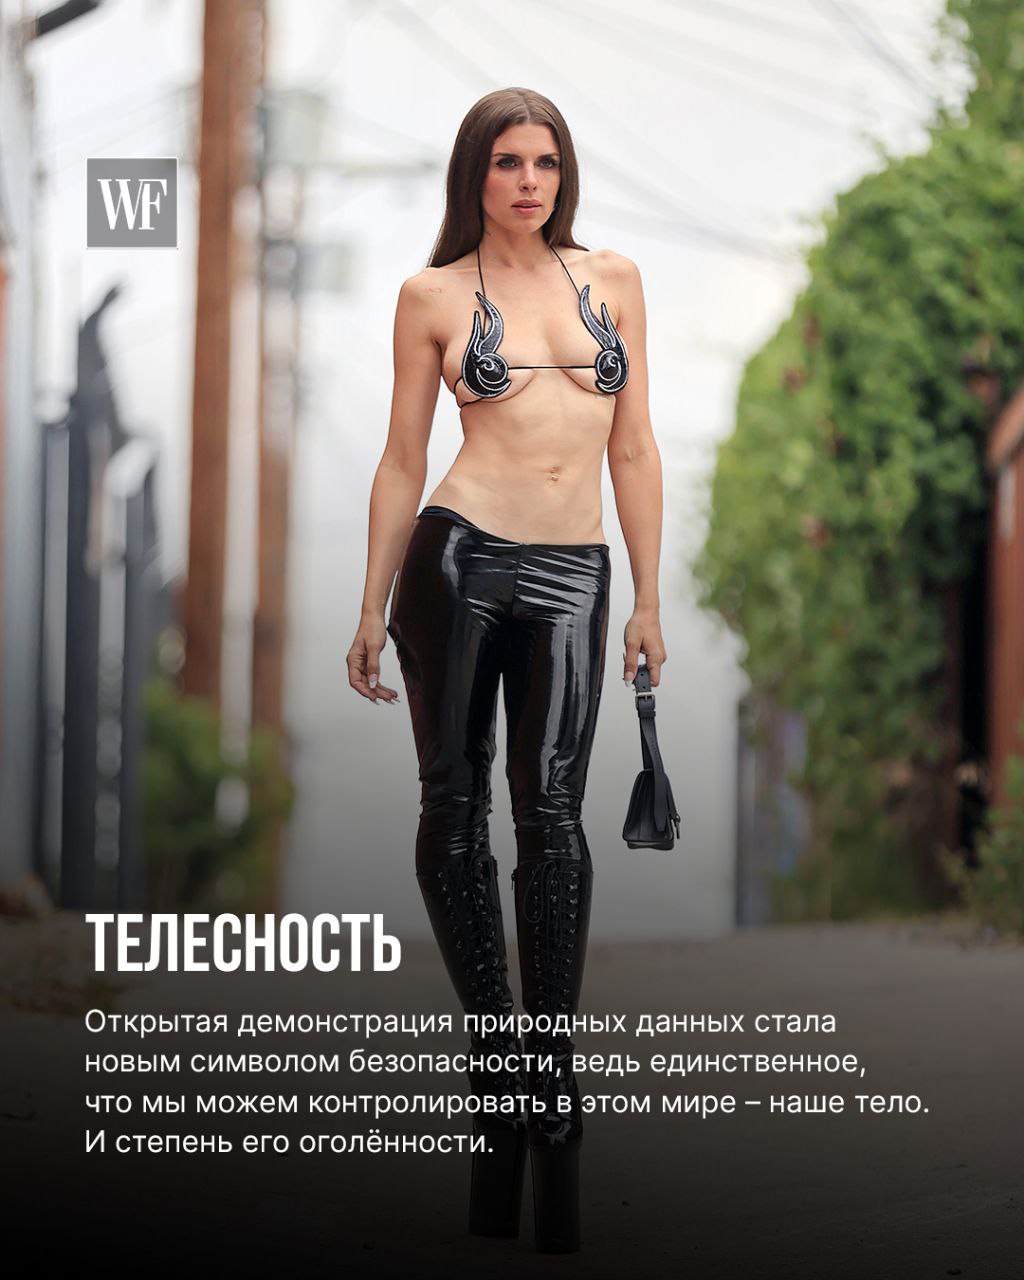 WF
ТЕЛЕСНОСТЬ
Открытая демонстрация природных данных стала
новым символом безопасности, ведь единственное,
что мы можем контролировать в этом мире – наше тело.
И степень его оголённости.